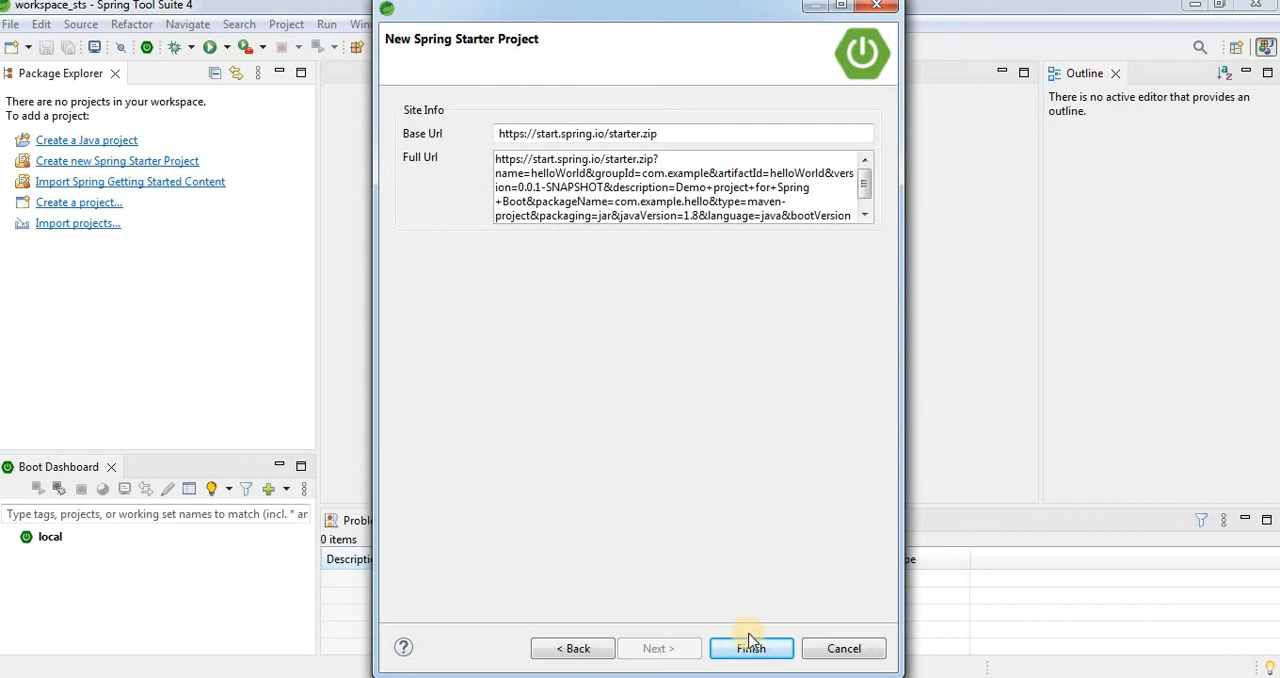 workspace_sts - Spring Tool Suite 4
File Edit Source Refactor Navigate Search Project Run
Package Explorer
There are no projects in your workspace.
To add a project:
Create a Java project
Create new Spring Starter Project
Import Spring Getting Started Content
Create a project...
Import projects...
Boot Dashboard
Type tags, projects, or working set names to match (incl. * ar
local
New Spring Starter Project
Site Info
Base Url https://start.spring.io/starter.zip
Full Url https://start.spring.io/starter.zip?
name=helloWorld&groupId=com.example&artifactId=helloWorld&ver
sion=0.0.1-SNAPSHOT&description=Demo+project+for+Spring
+Boot&packageName=com.example.hello&type=maven-
project&packaging=jar&javaVersion=1.8&language=java&bootVersion
< Back Next > Finish Cancel
Outline
There is no active editor that provides an
outline.
0 items